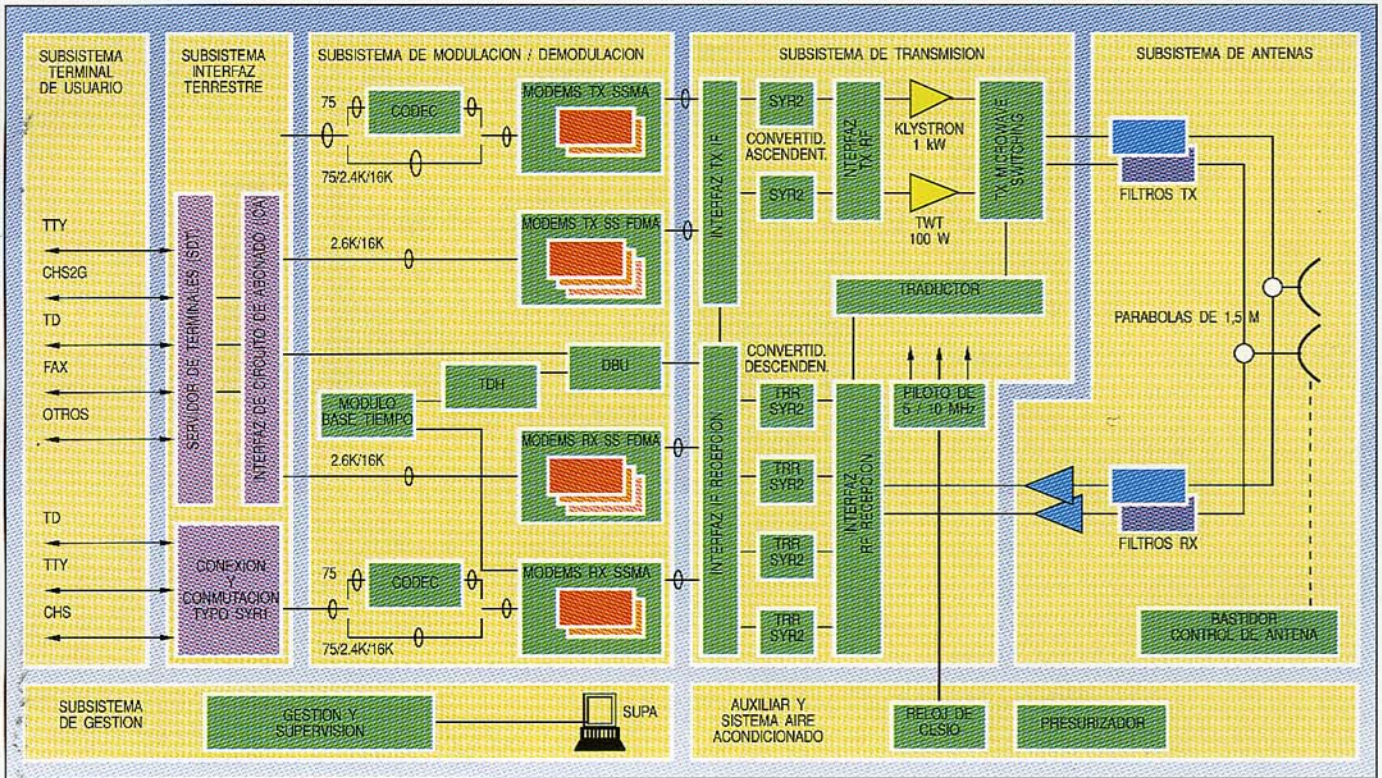 SUBSISTEMA
TERMINAL
DE USUARIO
TTY
CHS2G
TD
FAX
OTROS
TD
TTY
CHS
SUBSISTEMA
INTERFAZ
TERRESTRE
SERVIDOR DE TERMINALES (SDT)
INTERFAZ DE CIRCUITO DE ABONADO ICA
CONEXION
Y
CONMUTACION
TYPO SYR1
SUBSISTEMA DE MODULACION / DEMODULACION
75
CODEC
75/2.4K/16K
MODEMS TX SSMA
2.6K/16K
MODEMS TX SS FDMA
DBU
TDH
MODULO
BASE TIEMPO
MODEMS RX SS FDMA
2.6K/16K
75
CODEC
75/2.4K/16K
MODEMS RX SSMA
SUBSISTEMA DE TRANSMISION
INTERFAZ TX IF
SYR2
CONVERTID.
ASCENDENT.
SYR2
INTERFAZ
TX RF
KLYSTRON
1 kW
TWT
100 W
TX MICROWAVE
SWITCHING
TRADUCTOR
CONVERTID.
DESCENDEN.
INTERFAZ IF RECEPCION
TRR
SYR2
TRR
SYR2
TRR
SYR2
TRR
SYR2
INTERFAZ
RF RECEPCION
PILOTO DE
5 / 10 MHz
SUBSISTEMA DE ANTENAS
FILTROS TX
PARABOLAS DE 1,5 M
FILTROS RX
BASTIDOR
CONTROL DE ANTENA
SUBSISTEMA
DE GESTION
GESTION Y
SUPERVISION
SUPA
AUXILIAR Y
SISTEMA AIRE
ACONDICIONADO
RELOJ DE
CESIO
PRESURIZADOR